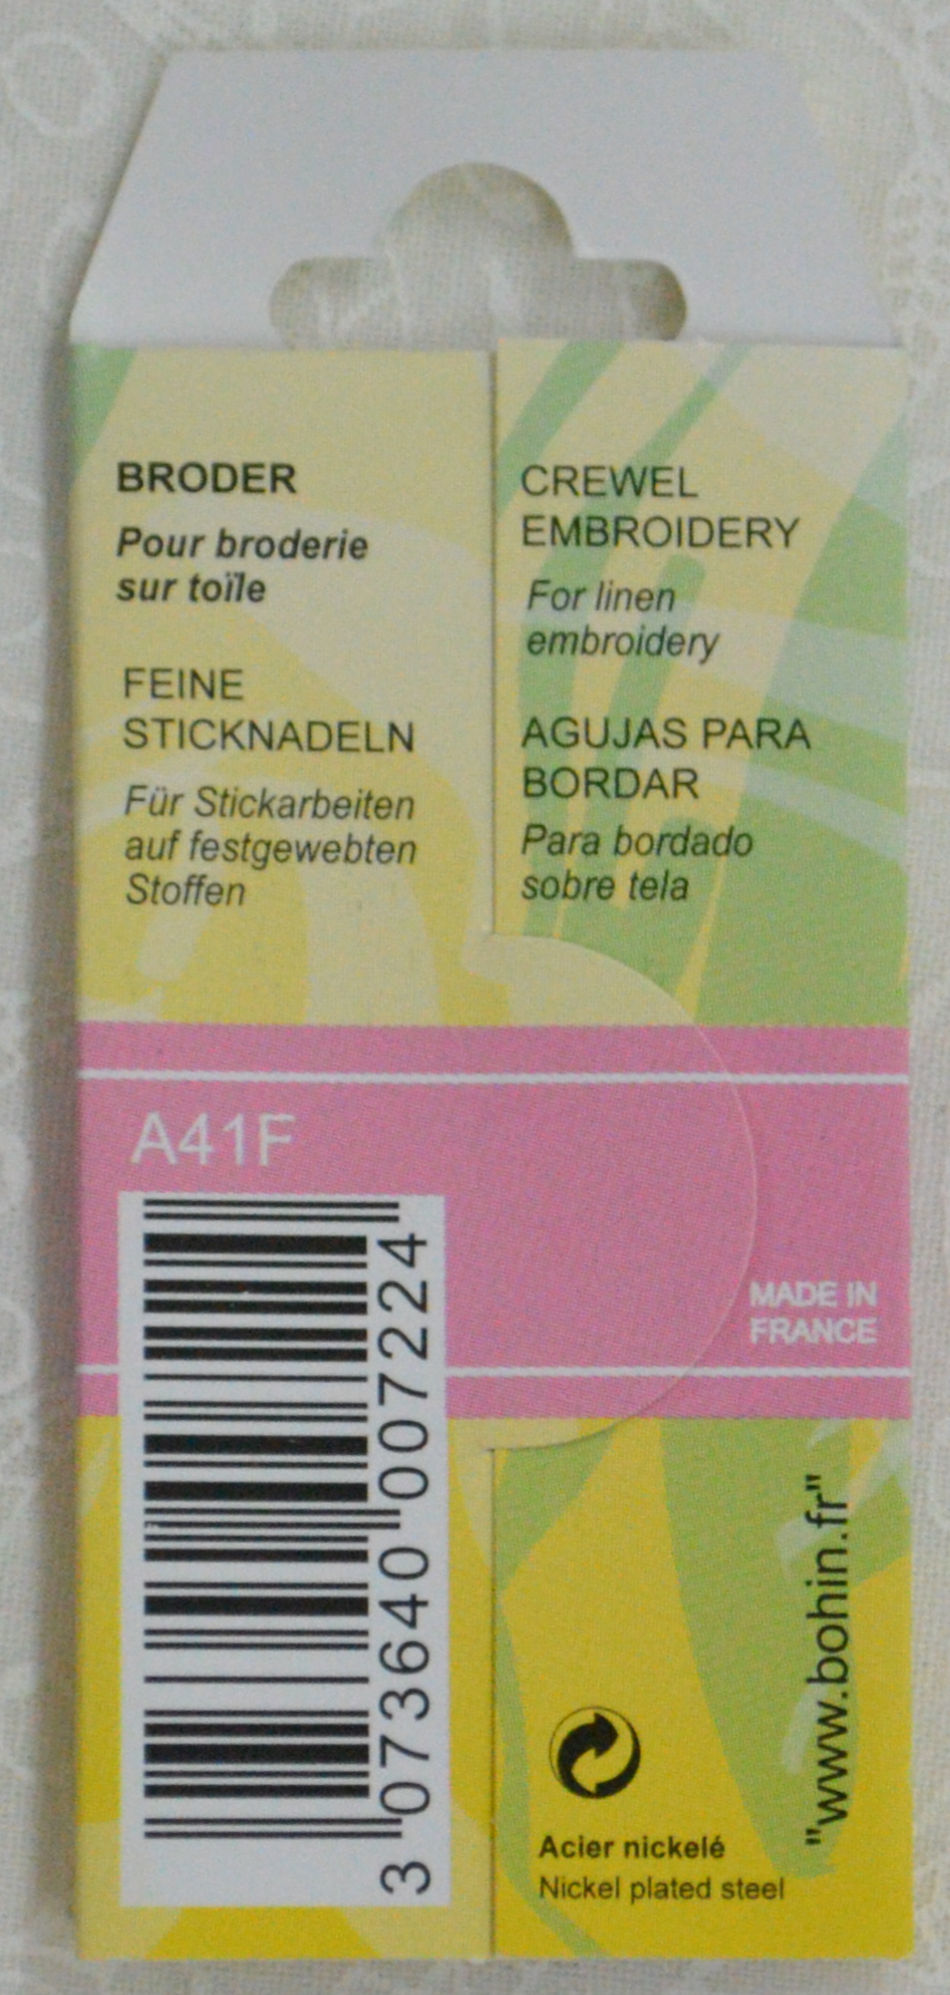 BRODER
Pour broderie
sur toïle
FEINE
STICKNADELN
Für Stickarbeiten
auf festgewebten
Stoffen
CREWEL
EMBROIDERY
For linen
embroidery
AGUJAS PARA
BORDAR
Para bordado
sobre tela
A41F
3 073640 007224
MADE IN
FRANCE
"www.bohin.fr"
Acier nickelé
Nickel plated steel